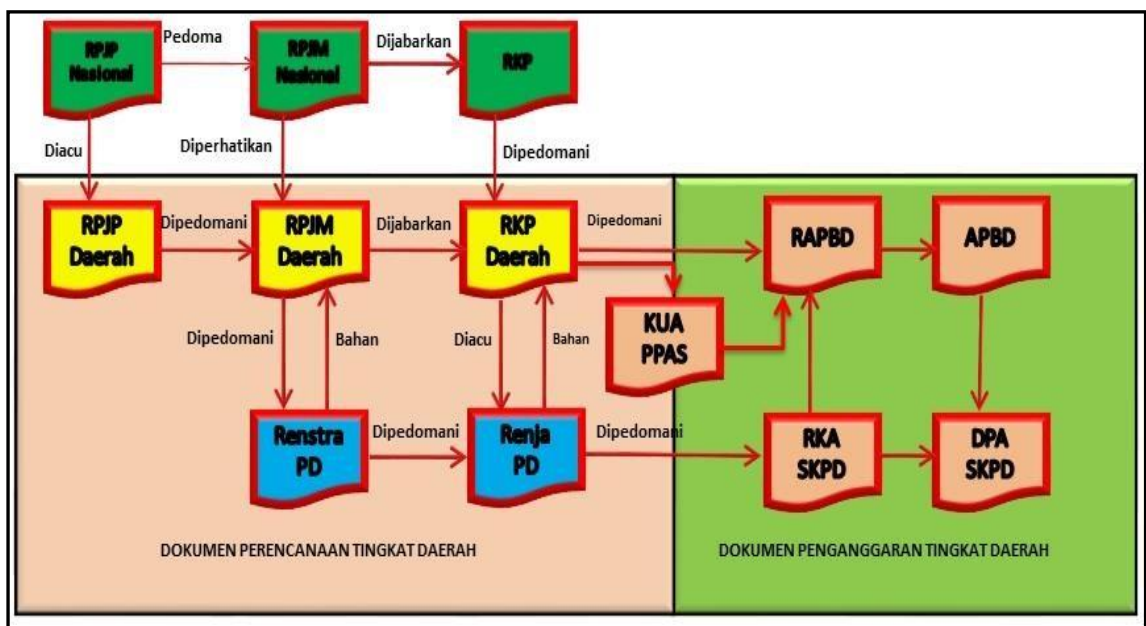 RPJP
Nasional
Pedoma
RPJM
Nasional
Dijabarkan
RKP
Diacu
Diperhatikan
Dipedomani
RPJP
Daerah
Dipedomani
RPJM
Daerah
Dijabarkan
RKP
Daerah
Dipedomani
RAPBD
APBD
KUA
PPAS
Dipedomani
Bahan
Diacu
Bahan
Renstra
PD
Dipedomani
Renja
PD
Dipedomani
RKA
SKPD
DPA
SKPD
DOKUMEN PERENCANAAN TINGKAT DAERAH
DOKUMEN PENGANGGARAN TINGKAT DAERAH